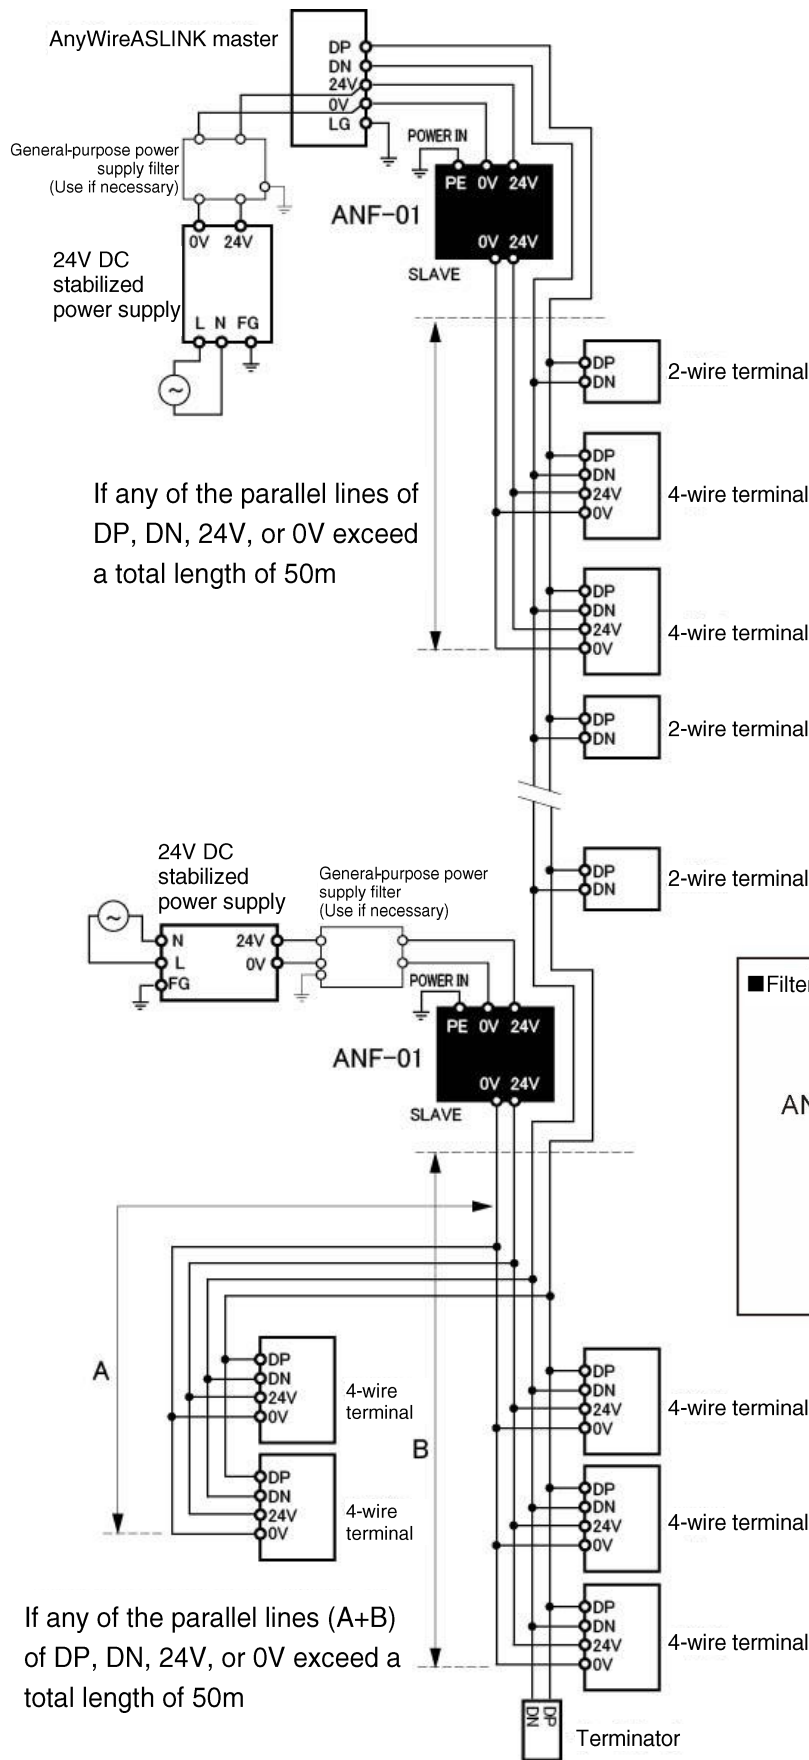 AnyWireASLINK master
DP
DN
24V
0V
LG
General-purpose power
supply filter
(Use if necessary)
POWER IN
PE 0V 24V
ANF-01
0V 24V
SLAVE
0V 24V
24V DC
stabilized
power supply
L N FG
DP
DN
2-wire terminal
DP
DN
24V
0V
4-wire terminal
If any of the parallel lines of
DP, DN, 24V, or 0V exceed
a total length of 50m
DP
DN
24V
0V
4-wire terminal
DP
DN
2-wire terminal
DP
DN
2-wire terminal
24V DC
stabilized
power supply
General-purpose power
supply filter
(Use if necessary)
N 24V
L 0V
FG
POWER IN
PE 0V 24V
ANF-01
0V 24V
SLAVE
■Filter
AN
A
B
DP
DN
24V
0V
4-wire
terminal
DP
DN
24V
0V
4-wire
terminal
DP
DN
24V
0V
4-wire terminal
DP
DN
24V
0V
4-wire terminal
DP
DN
24V
0V
4-wire terminal
If any of the parallel lines (A+B)
of DP, DN, 24V, or 0V exceed a
total length of 50m
DN
DP
Terminator